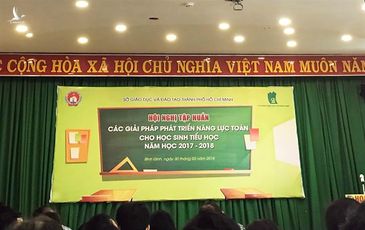 CỘNG HÒA XÃ HỘI CHỦ NGHĨA VIỆT NAM
SỞ GIÁO DỤC VÀ ĐÀO TẠO THÀNH PHỐ HỒ CHÍ MINH
HỘI NGHỊ TẬP HUẤN
CÁC GIẢI PHÁP PHÁT TRIỂN NĂNG LỰC TOÁN
CHO HỌC SINH TIỂU HỌC
NĂM HỌC 2017 - 2018